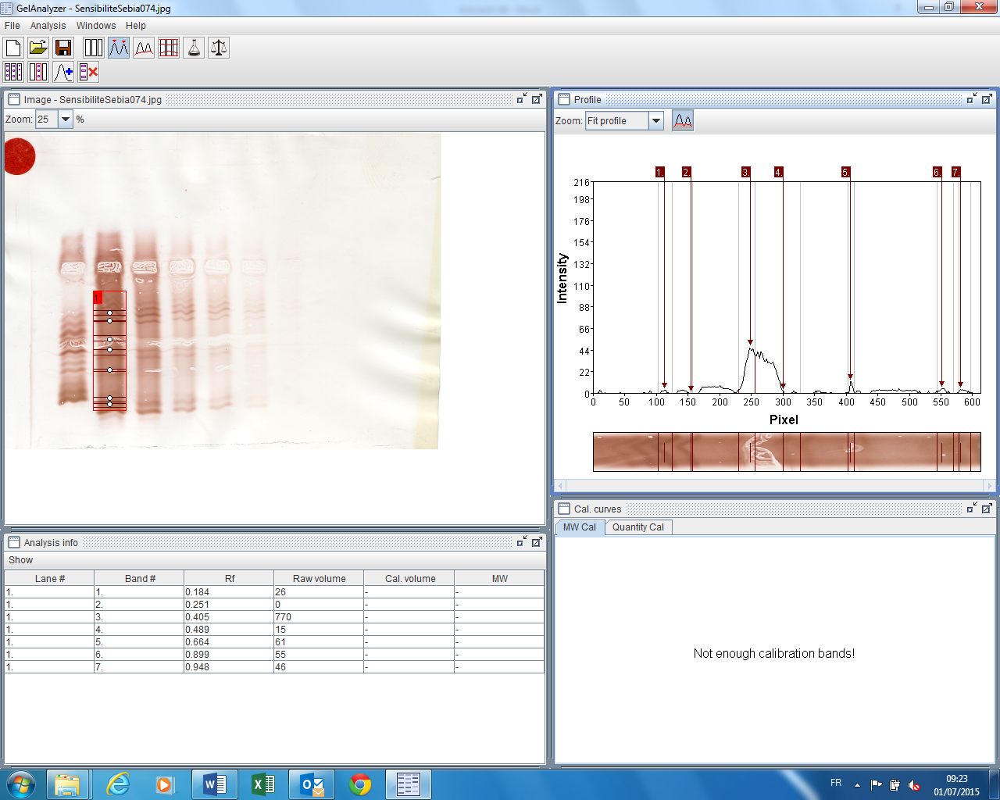 GelAnalyzer - SensibiliteSebia074.jpg
File Analysis Windows Help
Image - SensibiliteSebia074.jpg
Zoom: 25 %
1.
Profile
Zoom: Fit profile
1. 2. 3. 4. 5. 6. 7.
216
198
176
154
132
110
88
66
44
22
0
Intensity
0 50 100 150 200 250 300 350 400 450 500 550 600
Pixel
Analysis info
Show
Lane # Band # Rf Raw volume Cal. volume MW
1. 1. 0.184 26 - -
1. 2. 0.251 0 - -
1. 3. 0.405 770 - -
1. 4. 0.489 15 - -
1. 5. 0.664 61 - -
1. 6. 0.899 55 - -
1. 7. 0.948 46 - -
Cal. curves
MW Cal Quantity Cal
Not enough calibration bands!
FR
09:23
01/07/2015